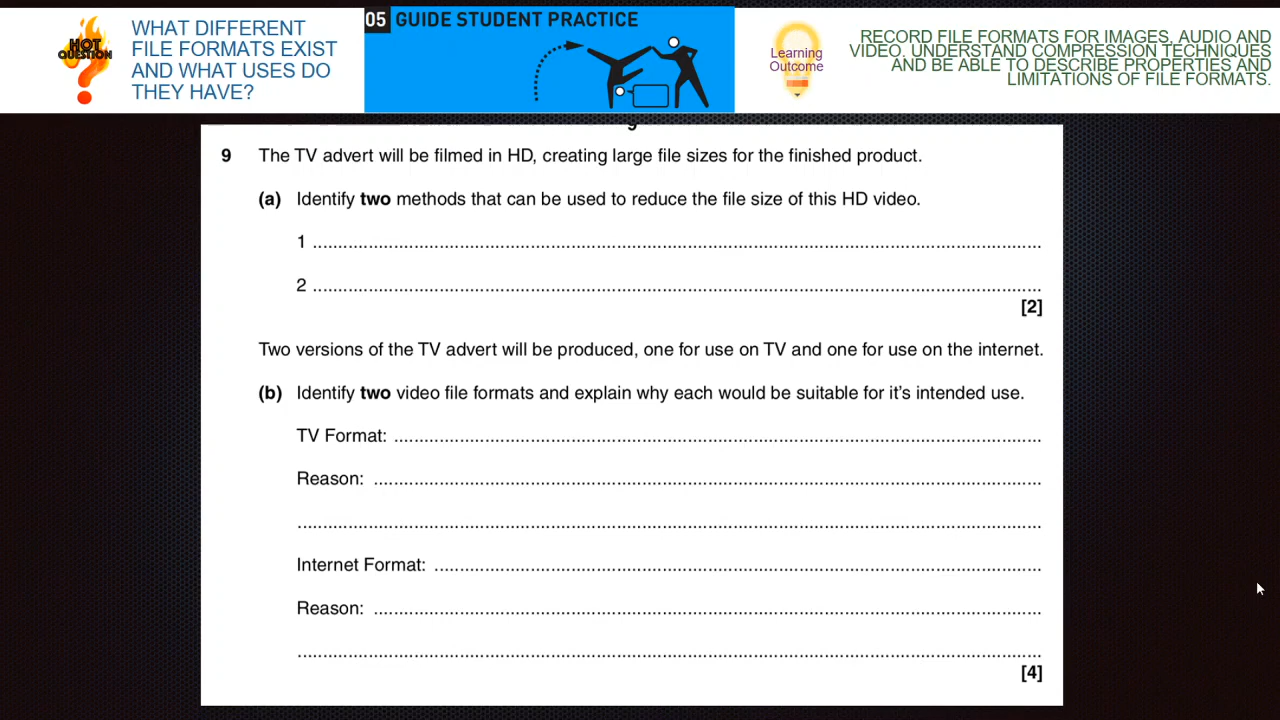 HOT
QUESTION
WHAT DIFFERENT
FILE FORMATS EXIST
AND WHAT USES DO
THEY HAVE?
05 GUIDE STUDENT PRACTICE
Learning
Outcome
RECORD FILE FORMATS FOR IMAGES, AUDIO AND
VIDEO. UNDERSTAND COMPRESSION TECHNIQUES
AND BE ABLE TO DESCRIBE PROPERTIES AND
LIMITATIONS OF FILE FORMATS.
9 The TV advert will be filmed in HD, creating large file sizes for the finished product.
(a) Identify two methods that can be used to reduce the file size of this HD video.
1
2
[2]
Two versions of the TV advert will be produced, one for use on TV and one for use on the internet.
(b) Identify two video file formats and explain why each would be suitable for it's intended use.
TV Format:
Reason:
Internet Format:
Reason:
[4]